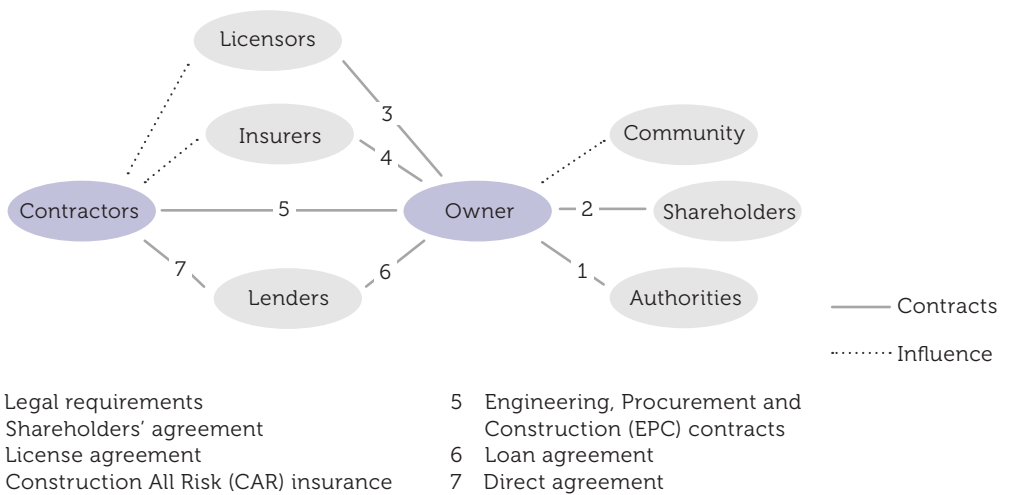 Licensors
3
Insurers
4
Community
Contractors
5
Owner
2
Shareholders
7
6
1
Lenders
Authorities
Contracts
Influence
Legal requirements
Shareholders' agreement
License agreement
Construction All Risk (CAR) insurance
5 Engineering, Procurement and
Construction (EPC) contracts
6 Loan agreement
7 Direct agreement